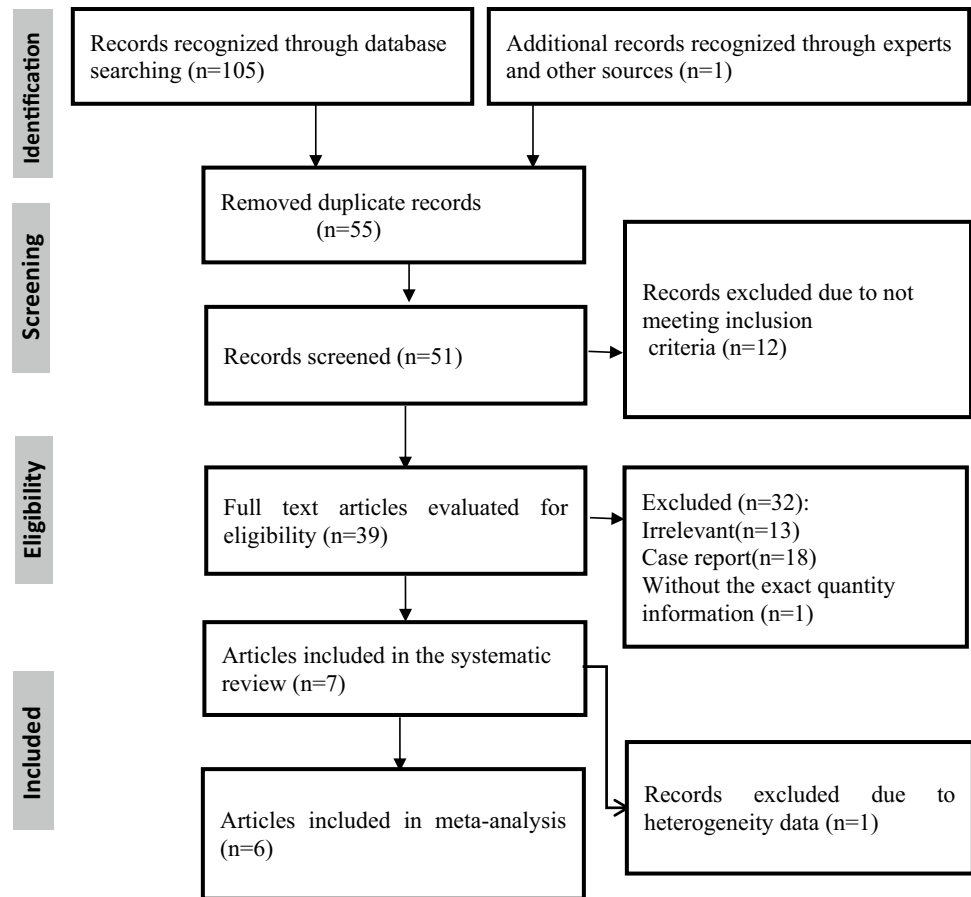 Identification
Records recognized through database
searching (n=105)
Additional records recognized through experts
and other sources (n=1)
Removed duplicate records
(n=55)
Screening
Records screened (n=51)
Records excluded due to not
meeting inclusion
criteria (n=12)
Eligibility
Full text articles evaluated for
eligibility (n=39)
Excluded (n=32):
Irrelevant(n=13)
Case report(n=18)
Without the exact quantity
information (n=1)
Included
Articles included in the systematic
review (n=7)
Records excluded due to
heterogeneity data (n=1)
Articles included in meta-analysis
(n=6)